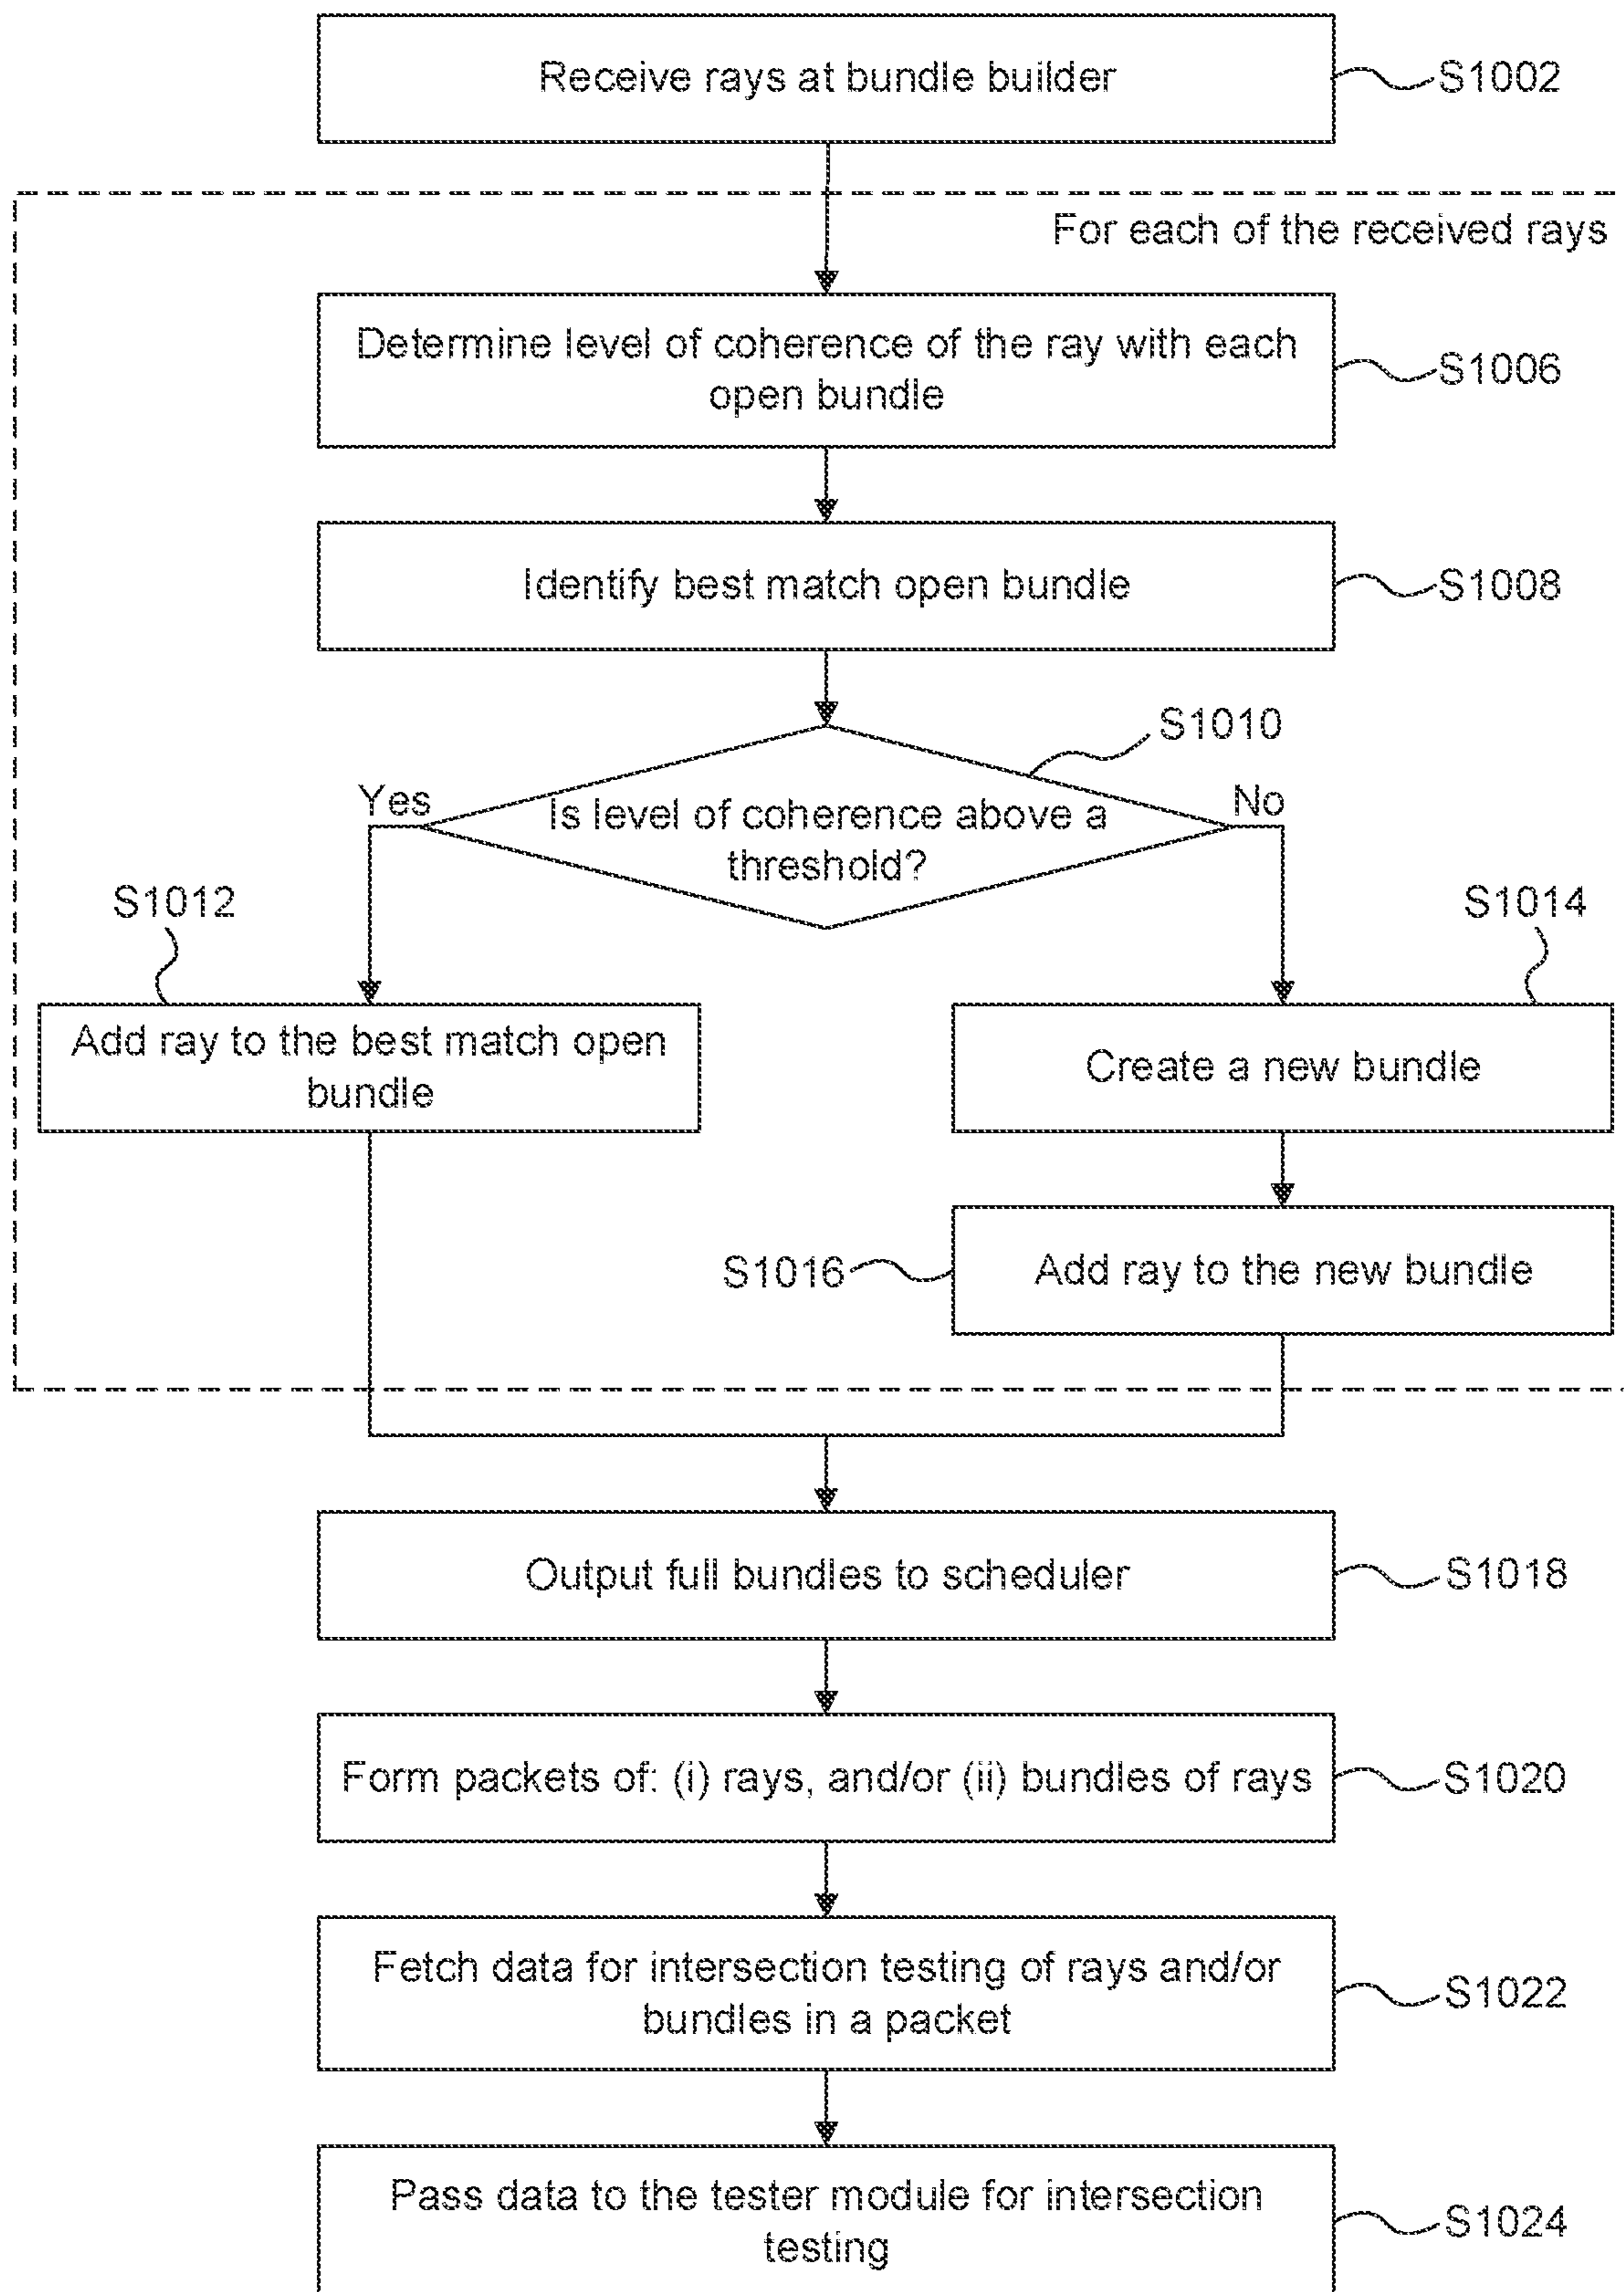 Receive rays at bundle builder
S1002
For each of the received rays
Determine level of coherence of the ray with each
open bundle
S1006
Identify best match open bundle
S1008
S1010
Yes
Is level of coherence above a
threshold?
No
S1012
S1014
Add ray to the best match open
bundle
Create a new bundle
S1016
Add ray to the new bundle
Output full bundles to scheduler
S1018
Form packets of: (i) rays, and/or (ii) bundles of rays
S1020
Fetch data for intersection testing of rays and/or
bundles in a packet
S1022
Pass data to the tester module for intersection
testing
S1024